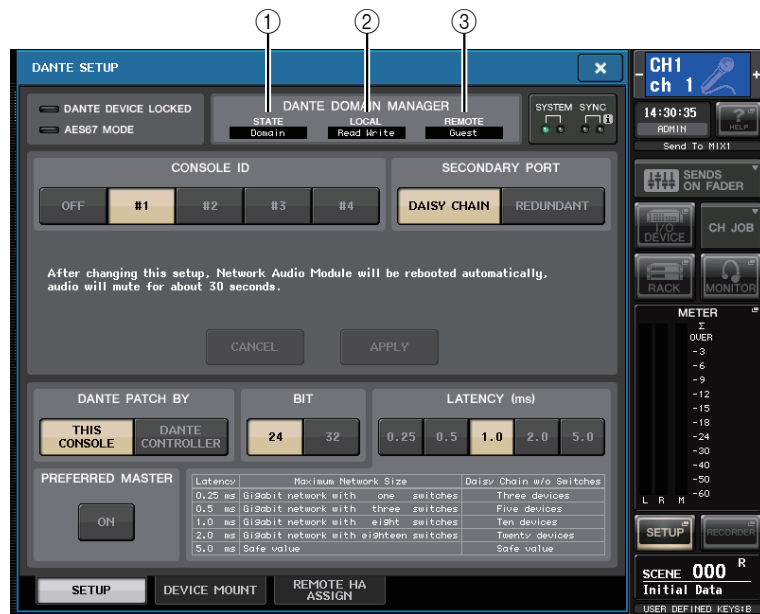 ① ② ③
DANTE SETUP
×
DANTE DEVICE LOCKED
AES67 MODE
DANTE DOMAIN MANAGER
STATE LOCAL REMOTE
Domain Read Write Guest
SYSTEM SYNC
CONSOLE ID
OFF #1 #2 #3 #4
SECONDARY PORT
DAISY CHAIN REDUNDANT
After changing this setup, Network Audio Module will be rebooted automatically,
audio will mute for about 30 seconds.
CANCEL APPLY
DANTE PATCH BY
THIS CONSOLE
DANTE CONTROLLER
BIT
24 32
LATENCY (ms)
0.25 0.5 1.0 2.0 5.0
PREFERRED MASTER
ON
Latency Maximum Network Size Daisy Chain w/o Switches
0.25 ms Gigabit network with one switches Three devices
0.5 ms Gigabit network with three switches Five devices
1.0 ms Gigabit network with eight switches Ten devices
2.0 ms Gigabit network with eighteen switches Twenty devices
5.0 ms Safe value Safe value
SETUP
DEVICE MOUNT
REMOTE HA
ASSIGN
- CH1 +
ch 1
14:30:35
ADMIN
?
HELP
Send To MIX1
SENDS
ON FADER
I/O
DEVICE
CH JOB
RACK
MONITOR
METER
Σ
OVER
-3
-6
-9
-12
-15
-18
-24
-30
-40
-50
-60
L R M
SETUP
RECORDER
SCENE 000 R
Initial Data
USER DEFINED KEYS:B